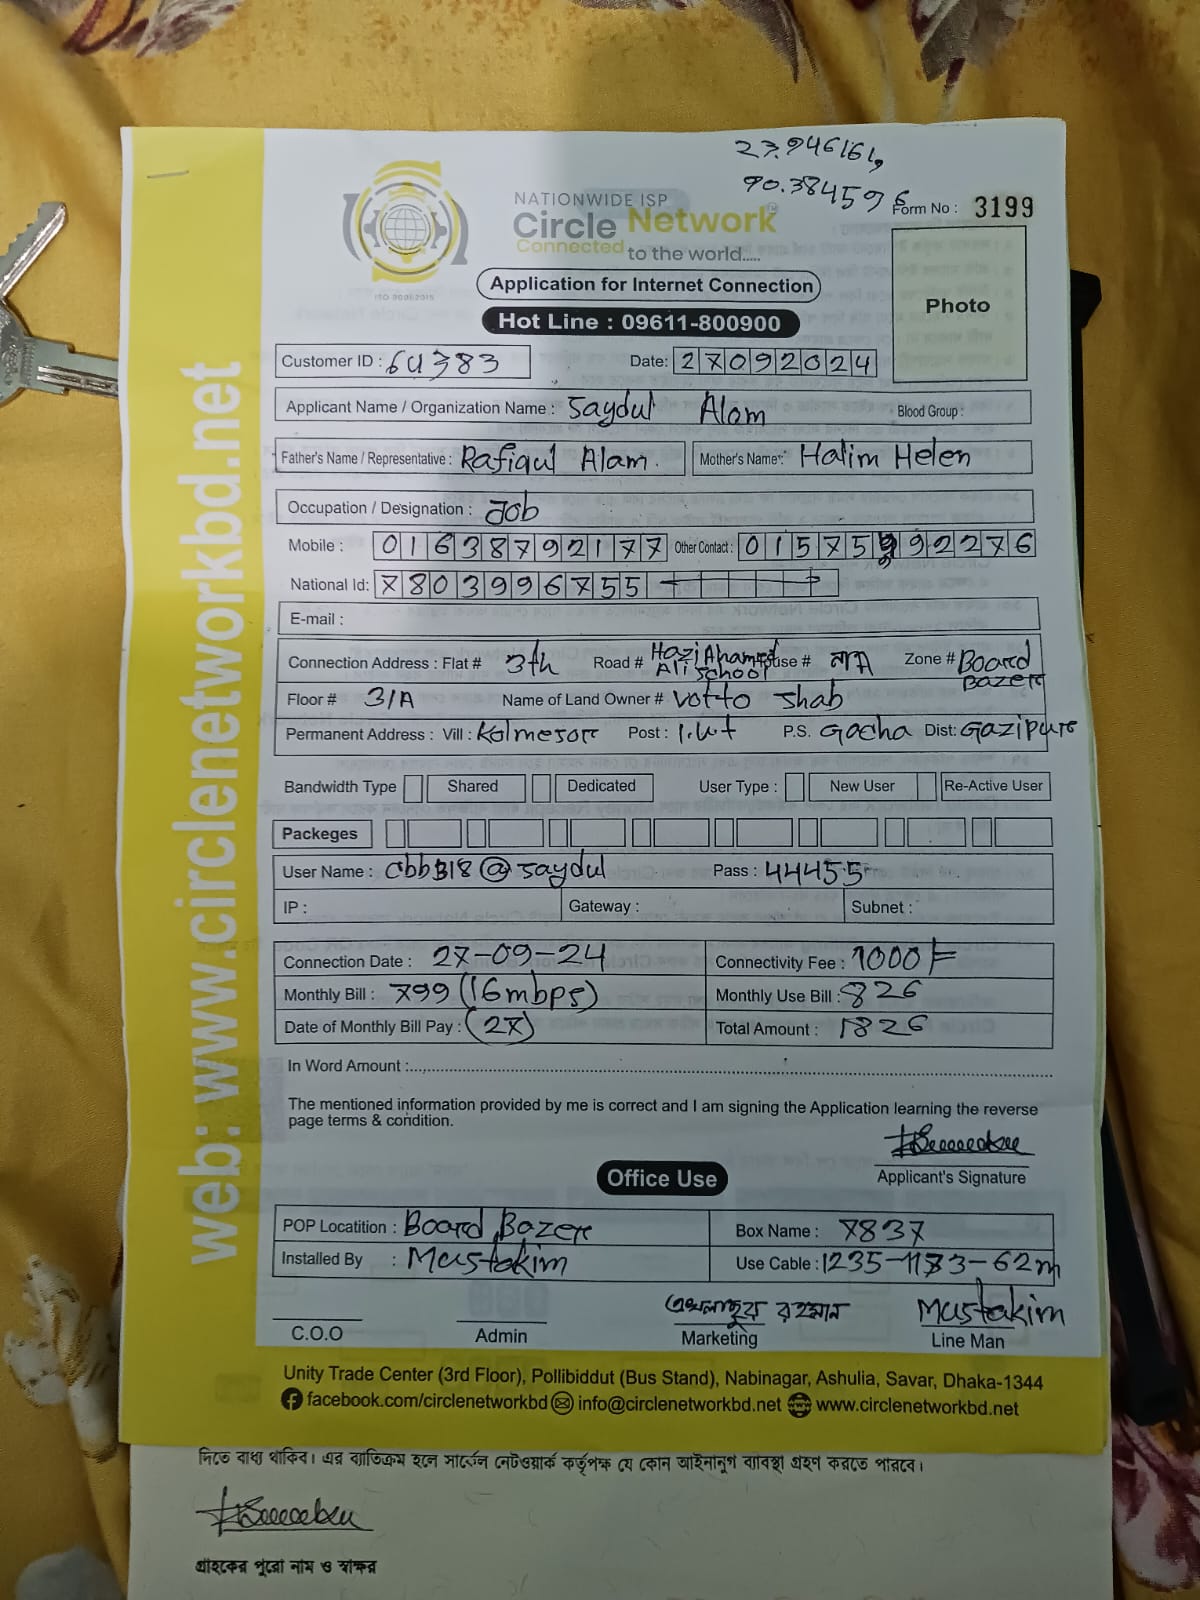 23.946161,
90.384596
NATIONWIDE ISP
Circle Network
Connected to the world.....
ISO 9001:2015
Form No : 3199
Application for Internet Connection
Hot Line : 09611-800900
Photo
Customer ID : 64383 Date: 27092024
Applicant Name / Organization Name : Saydul Alam Blood Group :
Father's Name / Representative : Rafiqul Alam. Mother's Name : Halim Helen
Occupation / Designation : Job
Mobile : 01638792177 Other Contact : 01575992276
National Id: 7803996755
E-mail :
Connection Address : Flat # 3th Road # Hazi Ahamed Ali School House # N/A Zone # Board Bazer
Floor # 3/A Name of Land Owner # Votto Shab
Permanent Address : Vill : Kolmesor Post : P.S. Gacha Dist: Gazipure
Bandwidth Type Shared Dedicated User Type : New User Re-Active User
Packeges
User Name : cbb318@saydul Pass : 44455
IP : Gateway : Subnet :
Connection Date : 27-09-24 Connectivity Fee : 1000/=
Monthly Bill : 799 (16mbps) Monthly Use Bill : 826
Date of Monthly Bill Pay : (27) Total Amount : 1826
In Word Amount :
The mentioned information provided by me is correct and I am signing the Application learning the reverse
page terms & condition.
Applicant's Signature
Office Use
POP Locatition : Board Bazer Box Name : 7837
Installed By : Mustakim Use Cable : 1235-1173-62m
এখলাছুর রহমান Mustakim
C.O.O Admin Marketing Line Man
Unity Trade Center (3rd Floor), Pollibiddut (Bus Stand), Nabinagar, Ashulia, Savar, Dhaka-1344
facebook.com/circlenetworkbd info@circlenetworkbd.net www.circlenetworkbd.net
web: www.circlenetworkbd.net
দিতে বাধ্য থাকিব। এর ব্যাতিক্রম হলে সার্কেল নেটওয়ার্ক কর্তৃপক্ষ যে কোন আইনানুগ ব্যাবস্থা গ্রহণ করতে পারবে।
গ্রাহকের পুরো নাম ও স্বাক্ষর